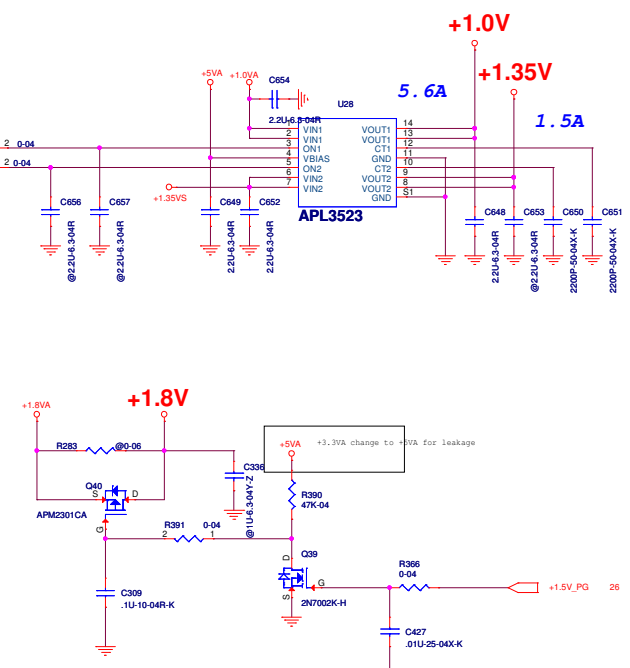 +1.0V
+1.35V
+5VA
+1.0VA
C654
2.2U-6.3-04R
U28
5.6A
1.5A
2 0-04
2 0-04
1 VIN1 VOUT1 14
2 VIN1 VOUT1 13
3 ON1 CT1 12
4 VBIAS GND 11
5 ON2 CT2 10
6 VIN2 VOUT2 9
7 VIN2 VOUT2 8
GND S1
APL3523
+1.35VS
C656
@2.2U-6.3-04R
C657
@2.2U-6.3-04R
C649
2.2U-6.3-04R
C652
2.2U-6.3-04R
C648
2.2U-6.3-04R
C653
@2.2U-6.3-04R
C650
2200P-50-04X-K
C651
2200P-50-04X-K
+1.8VA
+1.8V
R283
@0-06
Q40
S D
G
APM2301CA
C336
@1U-6.3-04Y-Z
+5VA
+3.3VA change to +5VA for leakage
R390
47K-04
R391
0-04
2 1
C309
.1U-10-04R-K
Q39
D
G
S
2N7002K-H
R366
0-04
+1.5V_PG 26
C427
.01U-25-04X-K